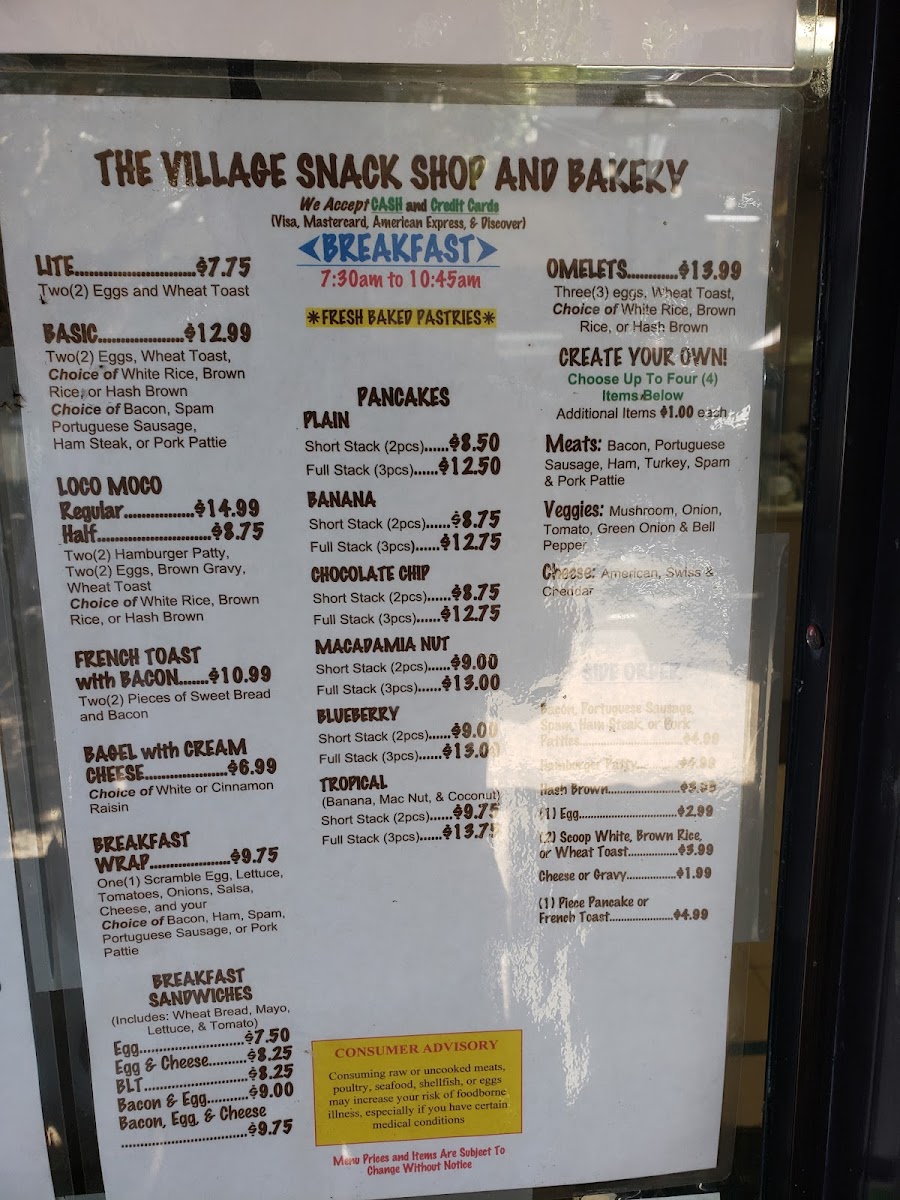 THE VILLAGE SNACK SHOP AND BAKERY
We Accept CASH and Credit Cards
(Visa, Mastercard, American Express, & Discover)
<BREAKFAST>
7:30am to 10:45am
*FRESH BAKED PASTRIES*
LITE............................$7.75
Two(2) Eggs and Wheat Toast
BASIC....................$12.99
Two(2) Eggs, Wheat Toast,
Choice of White Rice, Brown
Rice, or Hash Brown
Choice of Bacon, Spam
Portuguese Sausage,
Ham Steak, or Pork Pattie
LOCO MOCO
Regular...................$14.99
Half..........................$8.75
Two(2) Hamburger Patty,
Two(2) Eggs, Brown Gravy,
Wheat Toast
Choice of White Rice, Brown
Rice, or Hash Brown
FRENCH TOAST
with BACON.......$10.99
Two(2) Pieces of Sweet Bread
and Bacon
BAGEL with CREAM
CHEESE....................$6.99
Choice of White or Cinnamon
Raisin
BREAKFAST
WRAP....................$9.75
One(1) Scramble Egg, Lettuce,
Tomatoes, Onions, Salsa,
Cheese, and your
Choice of Bacon, Ham, Spam,
Portuguese Sausage, or Pork
Pattie
BREAKFAST
SANDWICHES
(Includes: Wheat Bread, Mayo,
Lettuce, & Tomato)
Egg..........................$7.50
Egg & Cheese.........$8.25
BLT..........................$8.25
Bacon & Egg..........$9.00
Bacon, Egg, & Cheese
...............................$9.75
PANCAKES
PLAIN
Short Stack (2pcs)......$8.50
Full Stack (3pcs)......$12.50
BANANA
Short Stack (2pcs)......$8.75
Full Stack (3pcs)......$12.75
CHOCOLATE CHIP
Short Stack (2pcs)......$8.75
Full Stack (3pcs)......$12.75
MACADAMIA NUT
Short Stack (2pcs)......$9.00
Full Stack (3pcs)......$13.00
BLUEBERRY
Short Stack (2pcs)......$9.00
Full Stack (3pcs)......$13.00
TROPICAL
(Banana, Mac Nut, & Coconut)
Short Stack (2pcs)......$9.75
Full Stack (3pcs)......$13.75
CONSUMER ADVISORY
Consuming raw or uncooked meats,
poultry, seafood, shellfish, or eggs
may increase your risk of foodborne
illness, especially if you have certain
medical conditions
Menu Prices and Items Are Subject To
Change Without Notice
OMELETS............$13.99
Three(3) eggs, Wheat Toast,
Choice of White Rice, Brown
Rice, or Hash Brown
CREATE YOUR OWN!
Choose Up To Four (4)
Items Below
Additional Items $1.00 each
Meats: Bacon, Portuguese
Sausage, Ham, Turkey, Spam
& Pork Pattie
Veggies: Mushroom, Onion,
Tomato, Green Onion & Bell
Pepper
Cheese: American, Swiss &
Cheddar
SIDE ORDER
Bacon, Portuguese Sausage,
Spam, Ham Steak, or Pork
Patties..........................$4.99
Hamburger Patty...........$4.99
Hash Brown.........................
(1) Egg.........................$2.99
(2) Scoop White, Brown Rice,
or Wheat Toast...............$3.99
Cheese or Gravy..............$1.99
(1) Piece Pancake or
French Toast...................$4.99